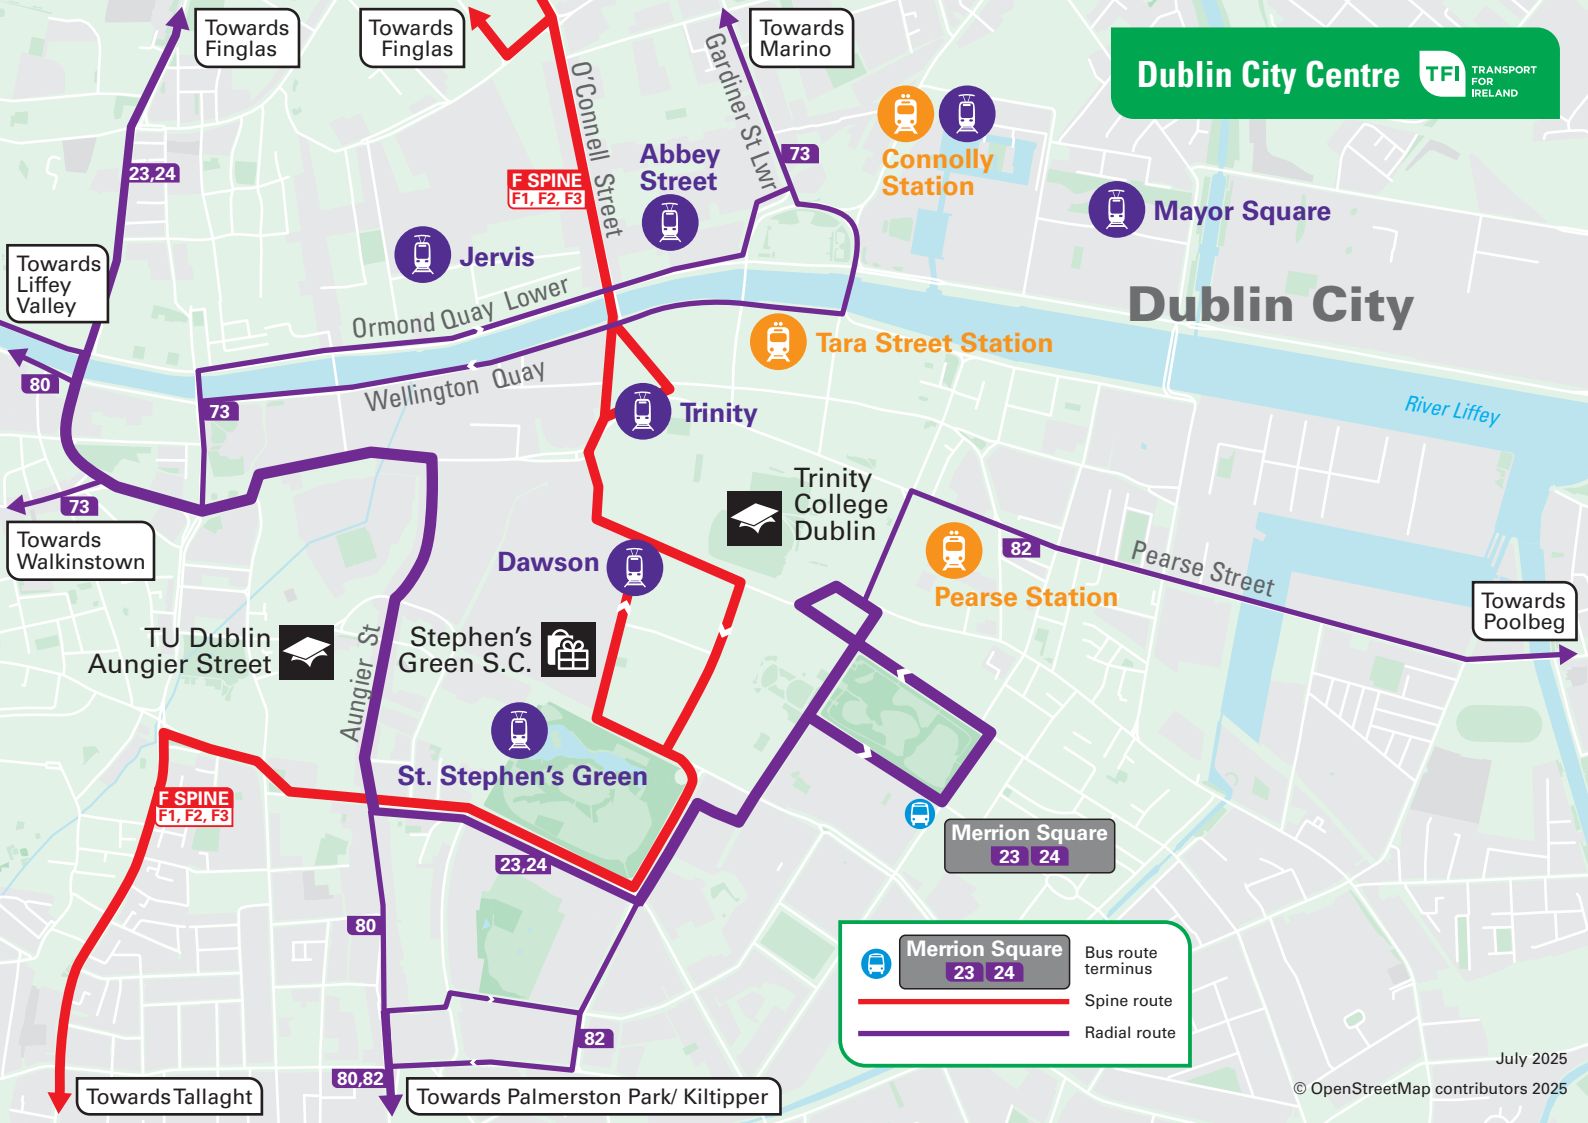 Towards
Finglas
Towards
Finglas
Towards
Marino
Dublin City Centre
TFI
TRANSPORT
FOR
IRELAND
O'Connell Street
Gardiner St Lwr
73
Abbey
Street
Connolly
Station
23,24
F SPINE
F1, F2, F3
Mayor Square
Jervis
Towards
Liffey
Valley
Ormond Quay Lower
Dublin City
Tara Street Station
80
Wellington Quay
73
Trinity
River Liffey
Trinity
College
Dublin
73
Towards
Walkinstown
82
Pearse Street
Dawson
Pearse Station
Towards
Poolbeg
TU Dublin
Aungier Street
Aungier St
Stephen's
Green S.C.
St. Stephen's Green
F SPINE
F1, F2, F3
Merrion Square
23 24
23,24
80
Merrion Square
23 24
Bus route
terminus
Spine route
Radial route
82
80,82
Towards Tallaght
Towards Palmerston Park/ Kiltipper
July 2025
© OpenStreetMap contributors 2025